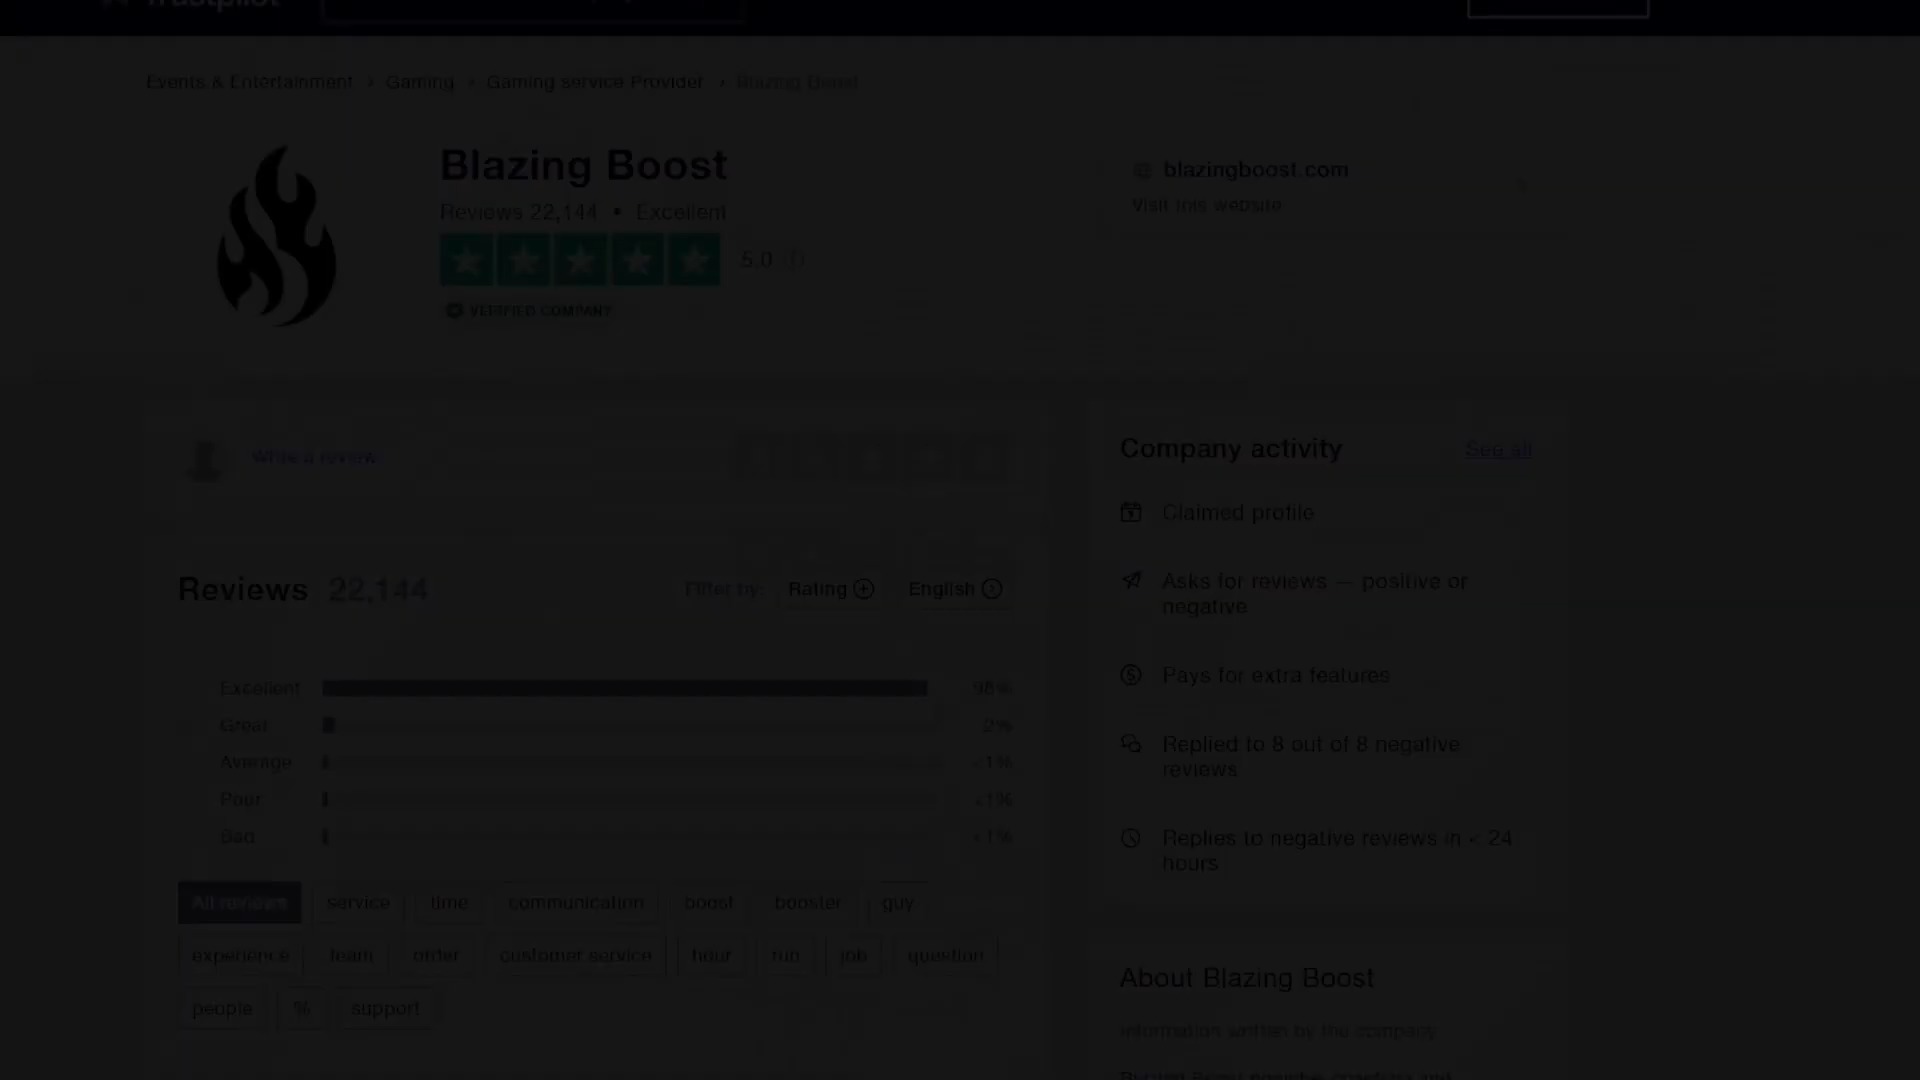 Trustpilot
Events & Entertainment › Gaming › Gaming service Provider › Blazing Boost
Blazing Boost
Reviews 22,144 • Excellent
5.0
VERIFIED COMPANY
blazingboost.com
Visit this website
Write a review
Company activity
See all
Claimed profile
Asks for reviews — positive or
negative
Pays for extra features
Replied to 8 out of 8 negative
reviews
Replies to negative reviews in < 24
hours
Reviews 22,144
Filter by: Rating English
Excellent 98%
Great 2%
Average <1%
Poor <1%
Bad <1%
All reviews service time communication boost booster guy
experience team order customer service hour run job question
people % support
About Blazing Boost
Information written by the company